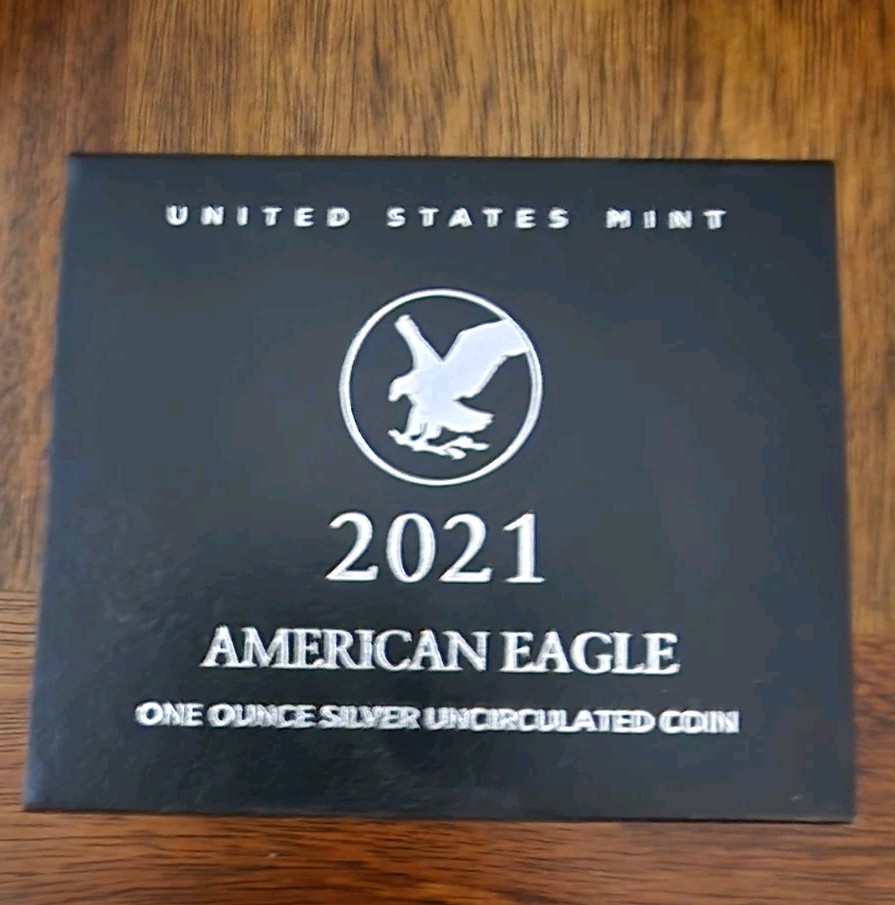 UNITED STATES MINT
2021
AMERICAN EAGLE
ONE OUNCE SILVER UNCIRCULATED COIN